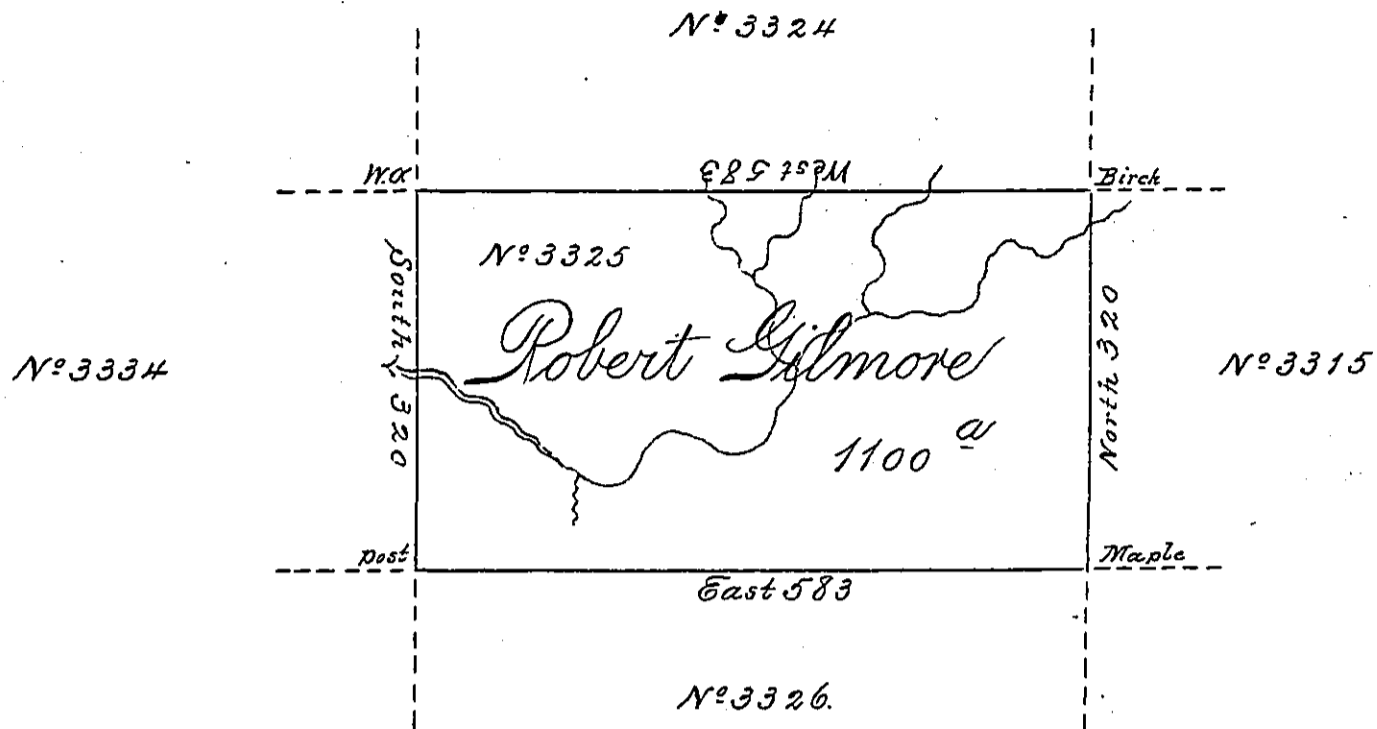 Nº 3324
W.O.
West 583
Birch
Nº 3325
South 320
North 320
Robert Gilmore
Nº 3334
Nº 3315
1100 a
Post
Maple
East 583
Nº 3326.